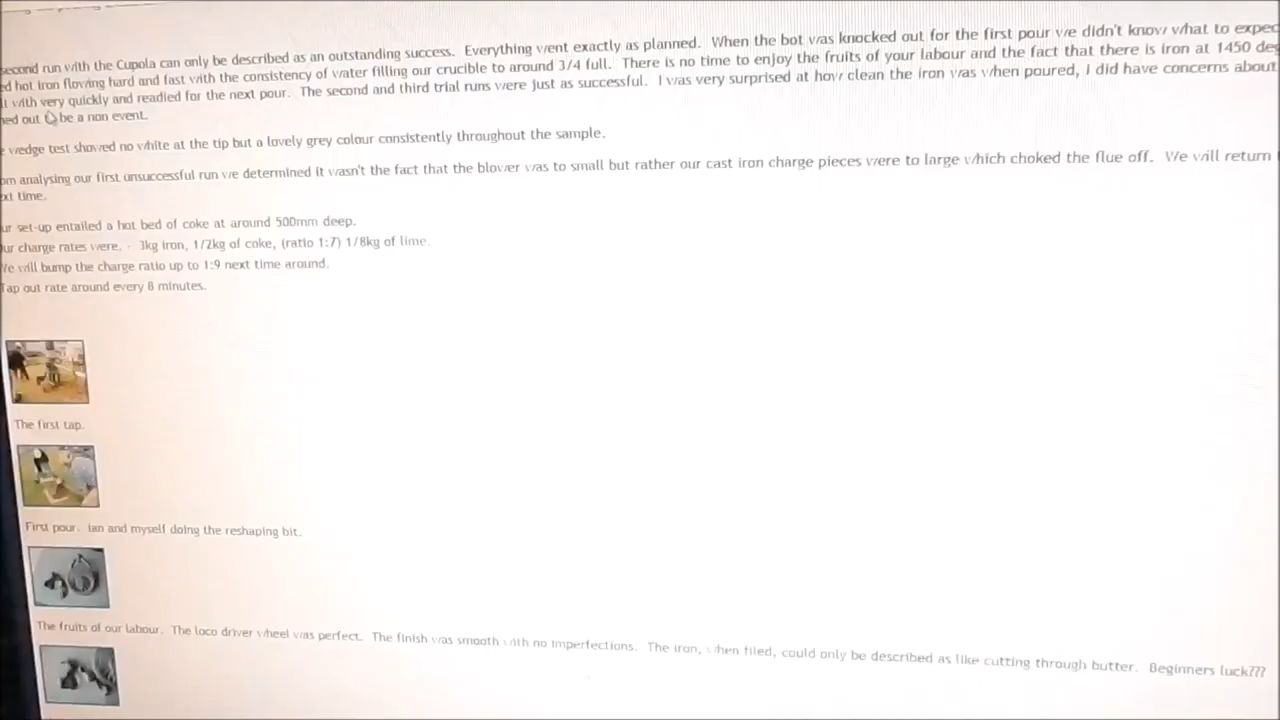 second run with the Cupola can only be described as an outstanding success. Everything went exactly as planned. When the bot was knocked out for the first pour we didn't know what to expec
ed hot iron flowing hard and fast with the consistency of water filling our crucible to around 3/4 full. There is no time to enjoy the fruits of your labour and the fact that there is iron at 1450 de
lt with very quickly and readied for the next pour. The second and third trial runs were just as successful. I was very surprised at how clean the iron was when poured, I did have concerns about
ned out to be a non event.
e wedge test showed no white at the tip but a lovely grey colour consistently throughout the sample.
om analysing our first unsuccessful run we determined it wasn't the fact that the blower was to small but rather our cast iron charge pieces were to large which choked the flue off. We will return
ext time.
ur set-up entailed a hot bed of coke at around 500mm deep.
ur charge rates were. - 3kg iron, 1/2kg of coke, (ratio 1:7) 1/8kg of lime.
We will bump the charge ratio up to 1:9 next time around.
Tap out rate around every 8 minutes.
The first tap.
First pour. Ian and myself doing the reshaping bit.
The fruits of our labour. The loco driver wheel was perfect. The finish was smooth with no imperfections. The iron, when filed, could only be described as like cutting through butter. Beginners luck???